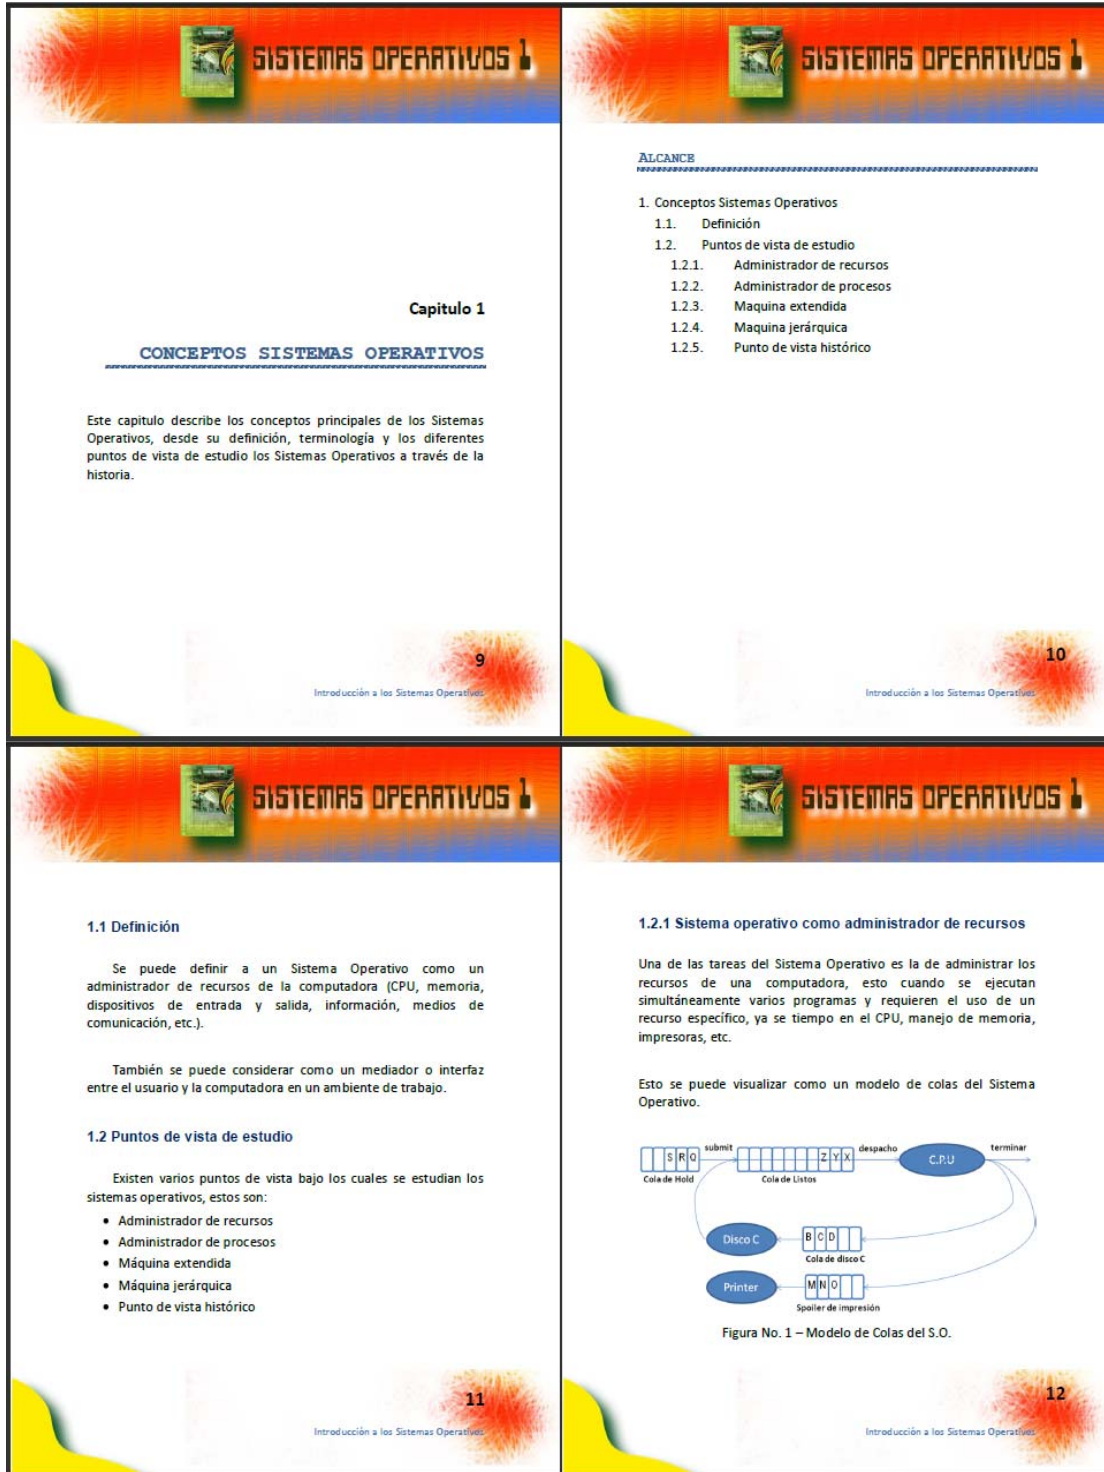 SISTEMAS OPERATIVOS 1
Capitulo 1
CONCEPTOS SISTEMAS OPERATIVOS
Este capitulo describe los conceptos principales de los Sistemas
Operativos, desde su definición, terminología y los diferentes
puntos de vista de estudio los Sistemas Operativos a través de la
historia.
9
Introducción a los Sistemas Operativos
SISTEMAS OPERATIVOS 1
ALCANCE
1. Conceptos Sistemas Operativos
1.1. Definición
1.2. Puntos de vista de estudio
1.2.1. Administrador de recursos
1.2.2. Administrador de procesos
1.2.3. Maquina extendida
1.2.4. Maquina jerárquica
1.2.5. Punto de vista histórico
10
Introducción a los Sistemas Operativos
SISTEMAS OPERATIVOS 1
1.1 Definición
Se puede definir a un Sistema Operativo como un
administrador de recursos de la computadora (CPU, memoria,
dispositivos de entrada y salida, información, medios de
comunicación, etc.).
También se puede considerar como un mediador o interfaz
entre el usuario y la computadora en un ambiente de trabajo.
1.2 Puntos de vista de estudio
Existen varios puntos de vista bajo los cuales se estudian los
sistemas operativos, estos son:
• Administrador de recursos
• Administrador de procesos
• Máquina extendida
• Máquina jerárquica
• Punto de vista histórico
11
Introducción a los Sistemas Operativos
SISTEMAS OPERATIVOS 1
1.2.1 Sistema operativo como administrador de recursos
Una de las tareas del Sistema Operativo es la de administrar los
recursos de una computadora, esto cuando se ejecutan
simultáneamente varios programas y requieren el uso de un
recurso específico, ya se tiempo en el CPU, manejo de memoria,
impresoras, etc.
Esto se puede visualizar como un modelo de colas del Sistema
Operativo.
S R Q submit Z Y X despacho C.P.U terminar
Cola de Hold Cola de Listos
Disco C B C D
Cola de disco C
Printer M N O
Spoiler de impresión
Figura No. 1 – Modelo de Colas del S.O.
12
Introducción a los Sistemas Operativos